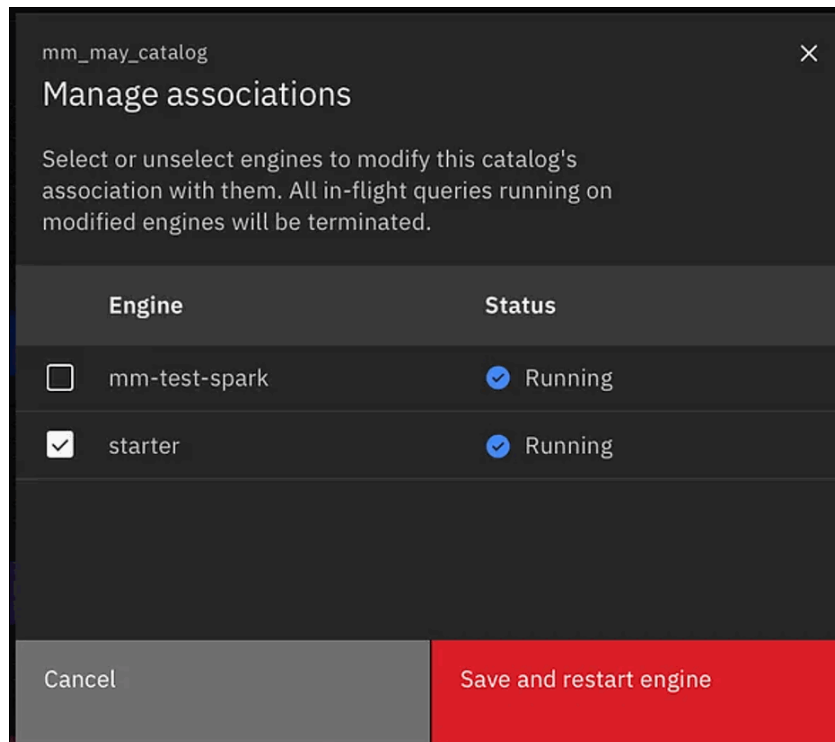 mm_may_catalog
Manage associations
Select or unselect engines to modify this catalog's
association with them. All in-flight queries running on
modified engines will be terminated.
Engine Status
mm-test-spark Running
starter Running
Cancel Save and restart engine